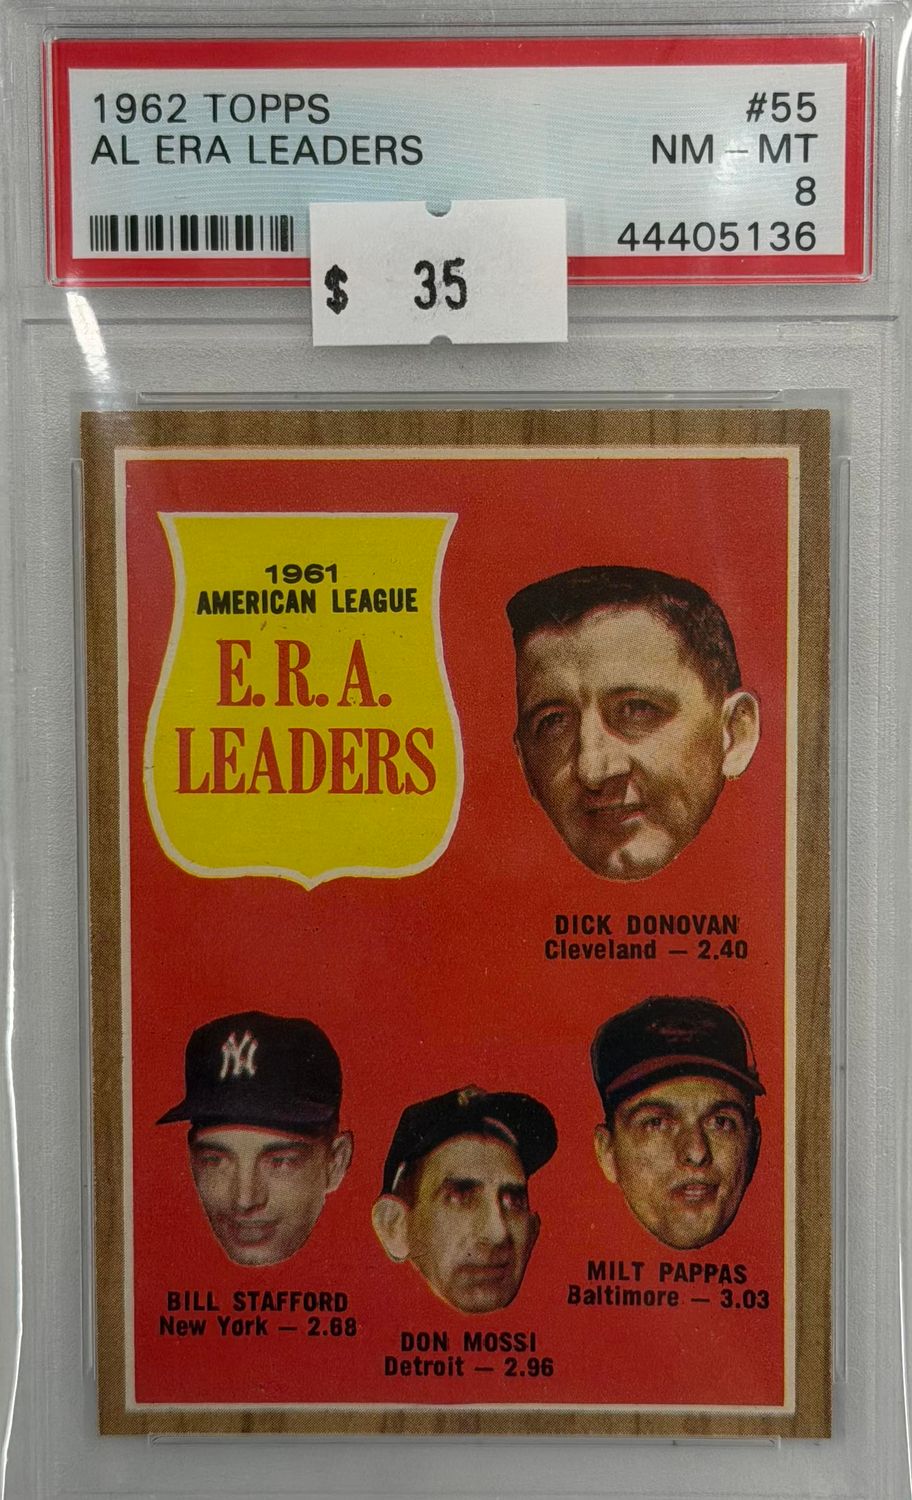 1962 TOPPS #55
AL ERA LEADERS NM - MT
8
44405136
$ 35
1961
AMERICAN LEAGUE
E.R.A.
LEADERS
DICK DONOVAN
Cleveland — 2.40
NY
BILL STAFFORD
New York — 2.68
DON MOSSI
Detroit — 2.96
MILT PAPPAS
Baltimore — 3.03